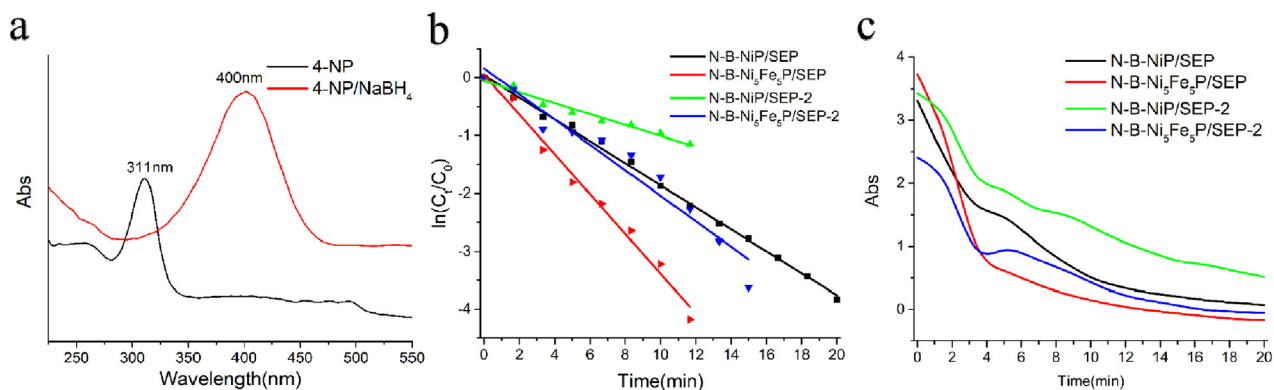 a
4-NP
4-NP/NaBH₄
400nm
311nm
Abs
250 300 350 400 450 500 550
Wavelength(nm)
b
N-B-NiP/SEP
N-B-Ni₅Fe₅P/SEP
N-B-NiP/SEP-2
N-B-Ni₅Fe₅P/SEP-2
ln(Cₜ/C₀)
0
-1
-2
-3
-4
0 2 4 6 8 10 12 14 16 18 20
Time(min)
c
N-B-NiP/SEP
N-B-Ni₅Fe₅P/SEP
N-B-NiP/SEP-2
N-B-Ni₅Fe₅P/SEP-2
Abs
4
3
2
1
0
0 2 4 6 8 10 12 14 16 18 20
Time(min)